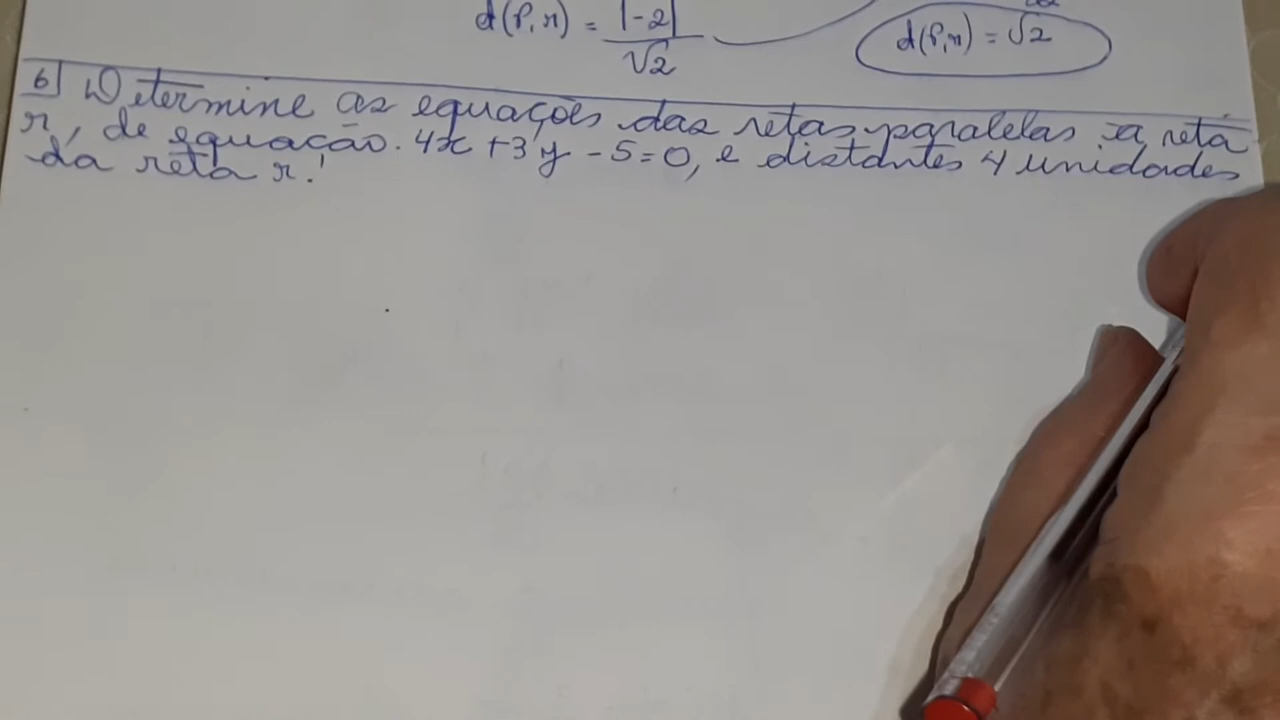 d(P,r) = |-2| / √2
d(P,r) = √2
6| Determine as equações das retas paralelas a reta
r, de equação. 4x + 3y - 5 = 0, e distantes 4 unidades
da reta r!